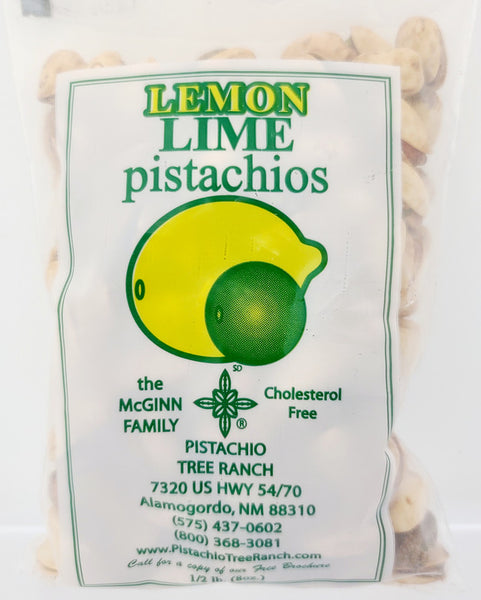 LEMON
LIME
pistachios
SD
the
McGINN
FAMILY
®
Cholesterol
Free
PISTACHIO
TREE RANCH
7320 US HWY 54/70
Alamogordo, NM 88310
(575) 437-0602
(800) 368-3081
www.PistachioTreeRanch.com
Call for a copy of our Free Brochure
1/2 lb. (8oz.)